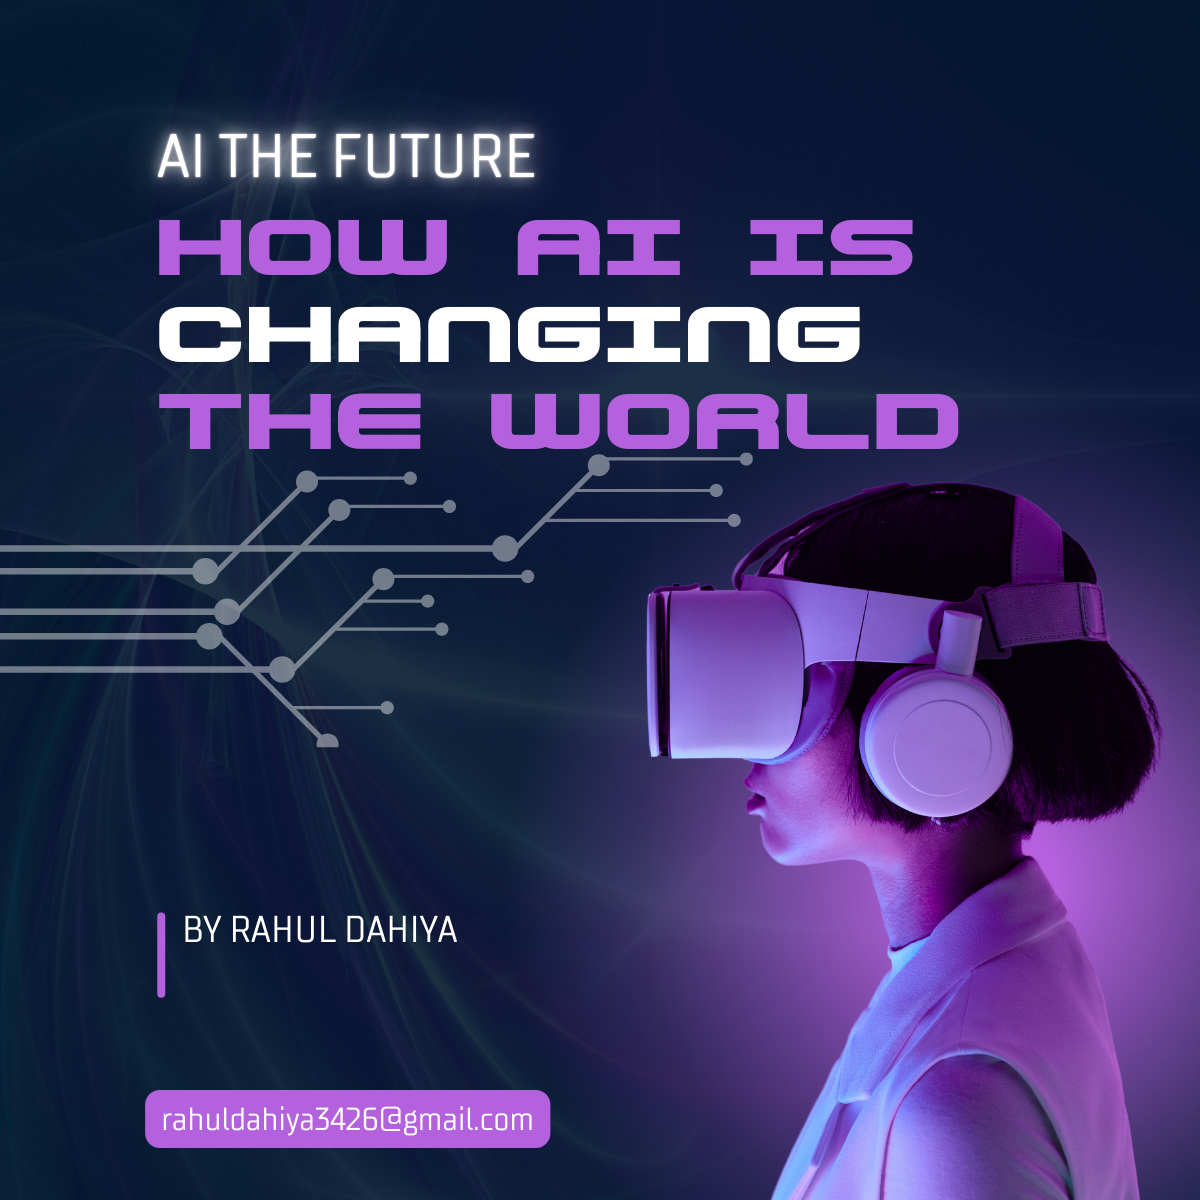 AI THE FUTURE
HOW AI IS
CHANGING
THE WORLD
BY RAHUL DAHIYA
rahuldahiya3426@gmail.com